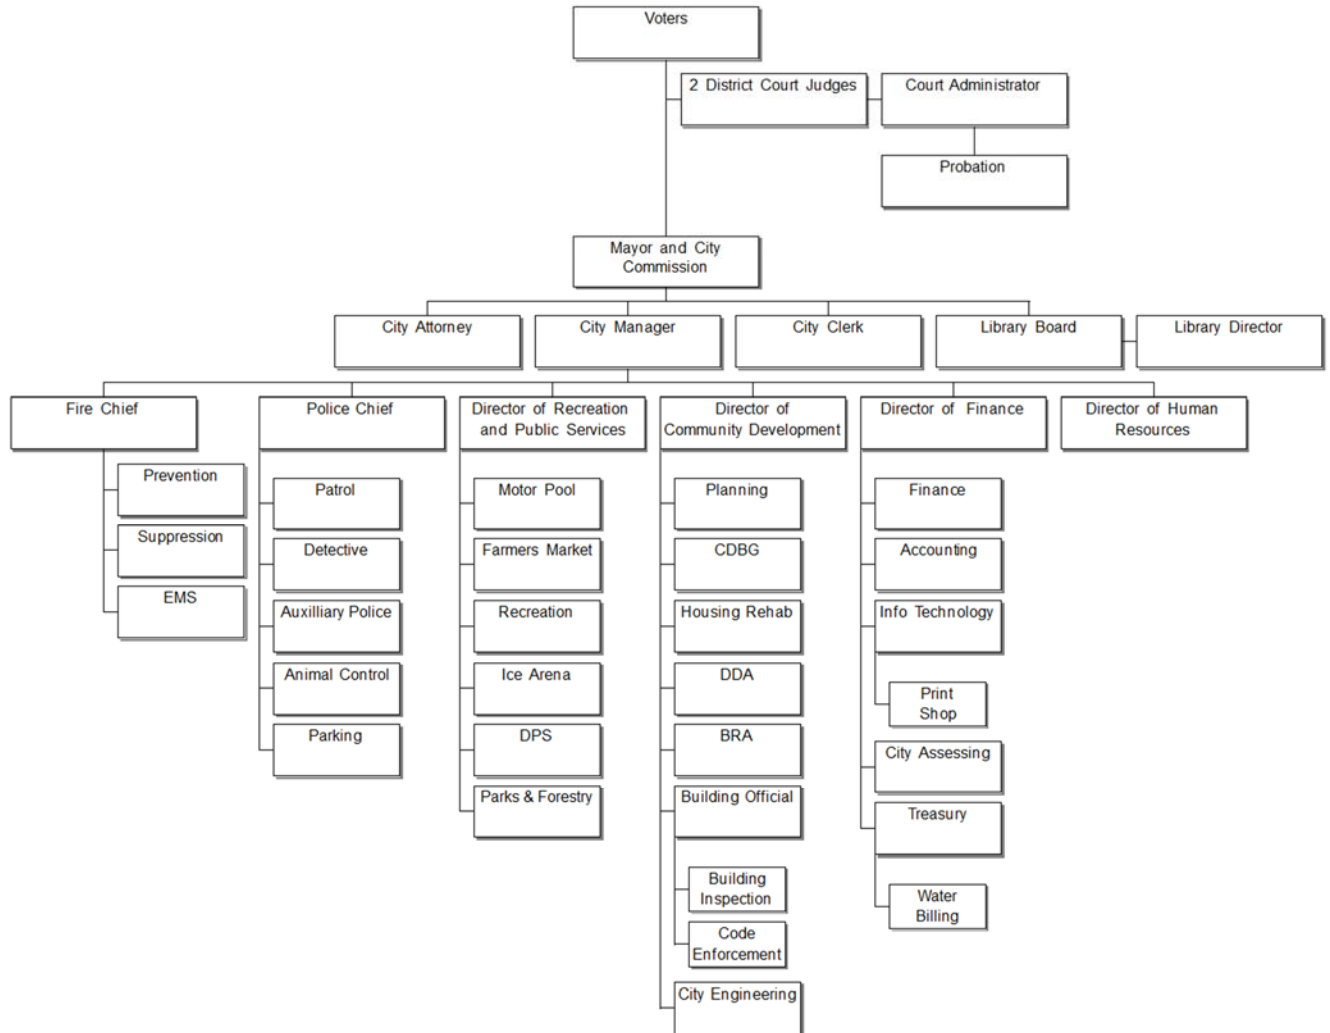 Voters
2 District Court Judges
Court Administrator
Probation
Mayor and City
Commission
City Attorney
City Manager
City Clerk
Library Board
Library Director
Fire Chief
Police Chief
Director of Recreation
and Public Services
Director of
Community Development
Director of Finance
Director of Human
Resources
Prevention
Suppression
EMS
Patrol
Detective
Auxilliary Police
Animal Control
Parking
Motor Pool
Farmers Market
Recreation
Ice Arena
DPS
Parks & Forestry
Planning
CDBG
Housing Rehab
DDA
BRA
Building Official
Building
Inspection
Code
Enforcement
City Engineering
Finance
Accounting
Info Technology
Print
Shop
City Assessing
Treasury
Water
Billing